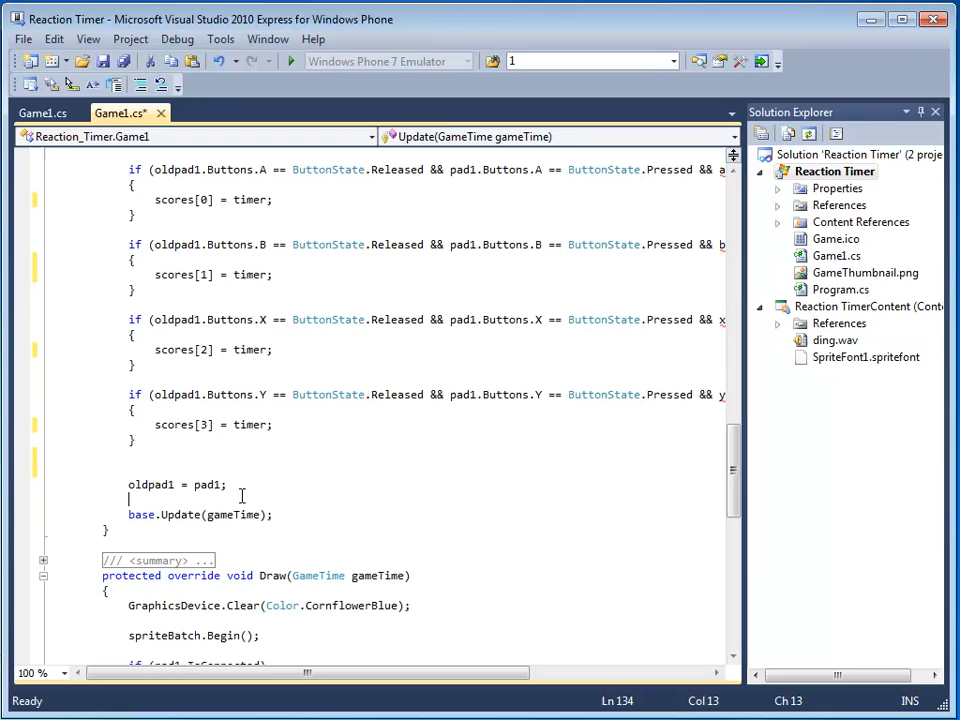 Reaction Timer - Microsoft Visual Studio 2010 Express for Windows Phone
File Edit View Project Debug Tools Window Help
Windows Phone 7 Emulator 1
Game1.cs Game1.cs*
Reaction_Timer.Game1 Update(GameTime gameTime)
if (oldpad1.Buttons.A == ButtonState.Released && pad1.Buttons.A == ButtonState.Pressed && a
{
scores[0] = timer;
}
if (oldpad1.Buttons.B == ButtonState.Released && pad1.Buttons.B == ButtonState.Pressed && b
{
scores[1] = timer;
}
if (oldpad1.Buttons.X == ButtonState.Released && pad1.Buttons.X == ButtonState.Pressed && x
{
scores[2] = timer;
}
if (oldpad1.Buttons.Y == ButtonState.Released && pad1.Buttons.Y == ButtonState.Pressed && y
{
scores[3] = timer;
}
oldpad1 = pad1;
base.Update(gameTime);
}
/// <summary> ...
protected override void Draw(GameTime gameTime)
{
GraphicsDevice.Clear(Color.CornflowerBlue);
spriteBatch.Begin();
if (pad1.IsConnected)
100 %
Solution Explorer
Solution 'Reaction Timer' (2 proje
Reaction Timer
Properties
References
Content References
Game.ico
Game1.cs
GameThumbnail.png
Program.cs
Reaction TimerContent (Conte
References
ding.wav
SpriteFont1.spritefont
Ready Ln 134 Col 13 Ch 13 INS